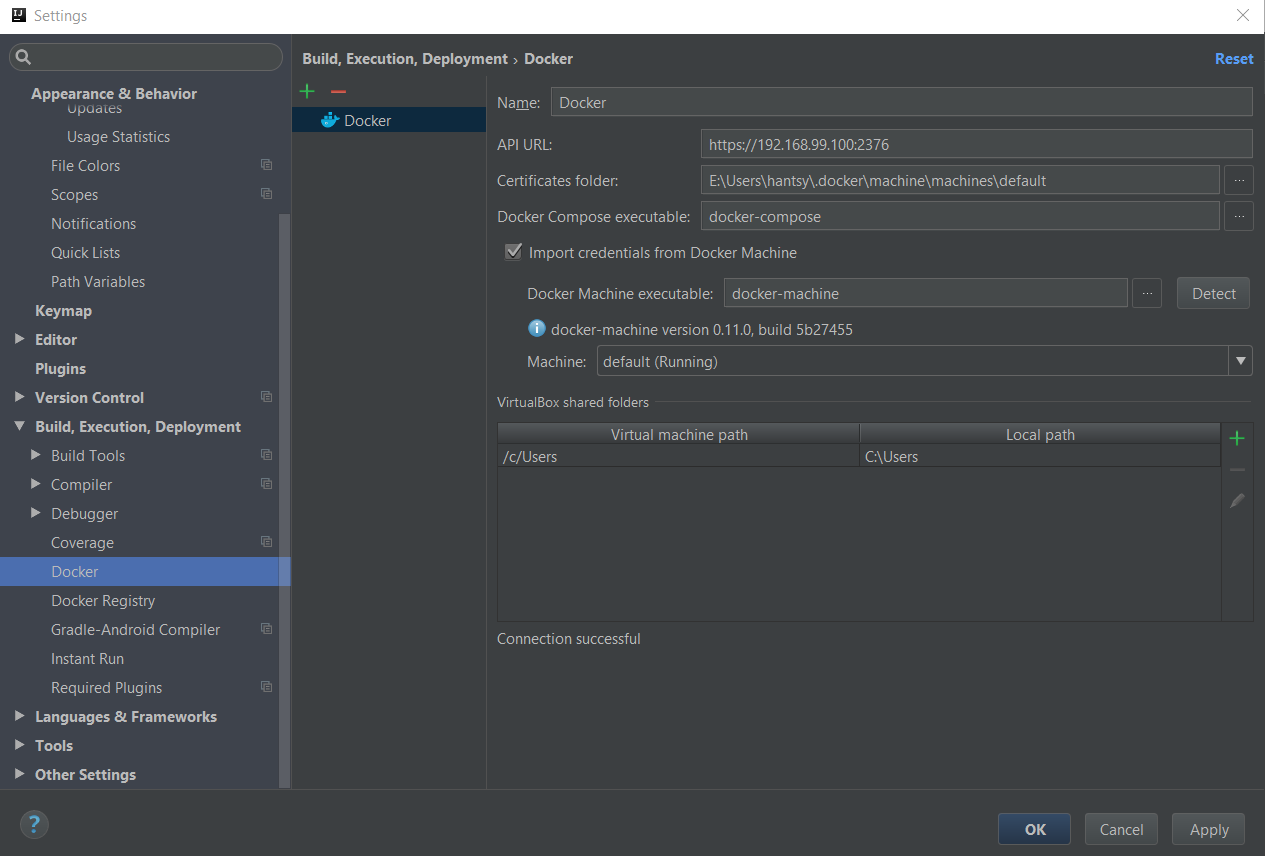 Settings
Build, Execution, Deployment › Docker
Reset
Appearance & Behavior
Updates
Usage Statistics
File Colors
Scopes
Notifications
Quick Lists
Path Variables
Keymap
Editor
Plugins
Version Control
Build, Execution, Deployment
Build Tools
Compiler
Debugger
Coverage
Docker
Docker Registry
Gradle-Android Compiler
Instant Run
Required Plugins
Languages & Frameworks
Tools
Other Settings
Docker
Name: Docker
API URL: https://192.168.99.100:2376
Certificates folder: E:\Users\hantsy\.docker\machine\machines\default ...
Docker Compose executable: docker-compose ...
Import credentials from Docker Machine
Docker Machine executable: docker-machine ... Detect
docker-machine version 0.11.0, build 5b27455
Machine: default (Running)
VirtualBox shared folders
Virtual machine path Local path
/c/Users C:\Users
Connection successful
? OK Cancel Apply